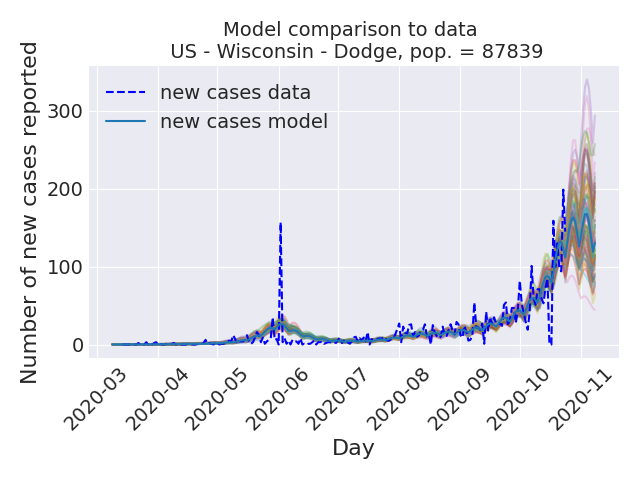 Model comparison to data
US - Wisconsin - Dodge, pop. = 87839
Number of new cases reported
300
200
100
0
new cases data
new cases model
2020-03
2020-04
2020-05
2020-06
2020-07
2020-08
2020-09
2020-10
2020-11
Day